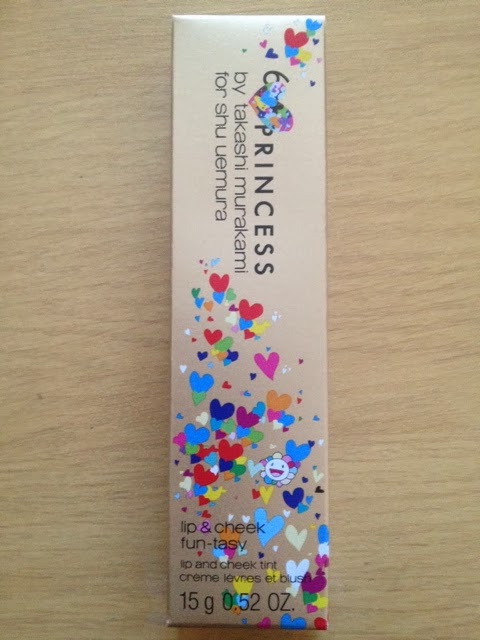 6♥PRINCESS
by takashi murakami
for shu uemura
lip & cheek
fun-tasy
lip and cheek tint
crème lèvres et blush
15 g 0.52 OZ.